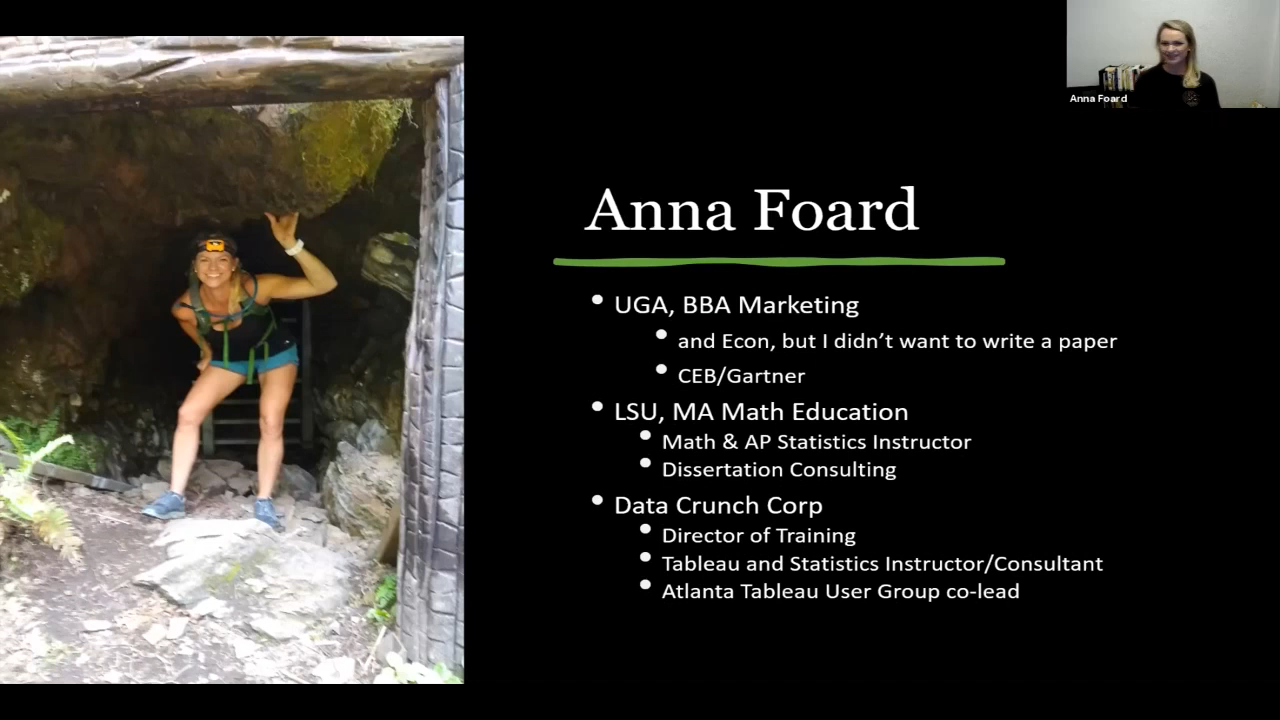 Anna Foard
Anna Foard
UGA, BBA Marketing
and Econ, but I didn’t want to write a paper
CEB/Gartner
LSU, MA Math Education
Math & AP Statistics Instructor
Dissertation Consulting
Data Crunch Corp
Director of Training
Tableau and Statistics Instructor/Consultant
Atlanta Tableau User Group co-lead